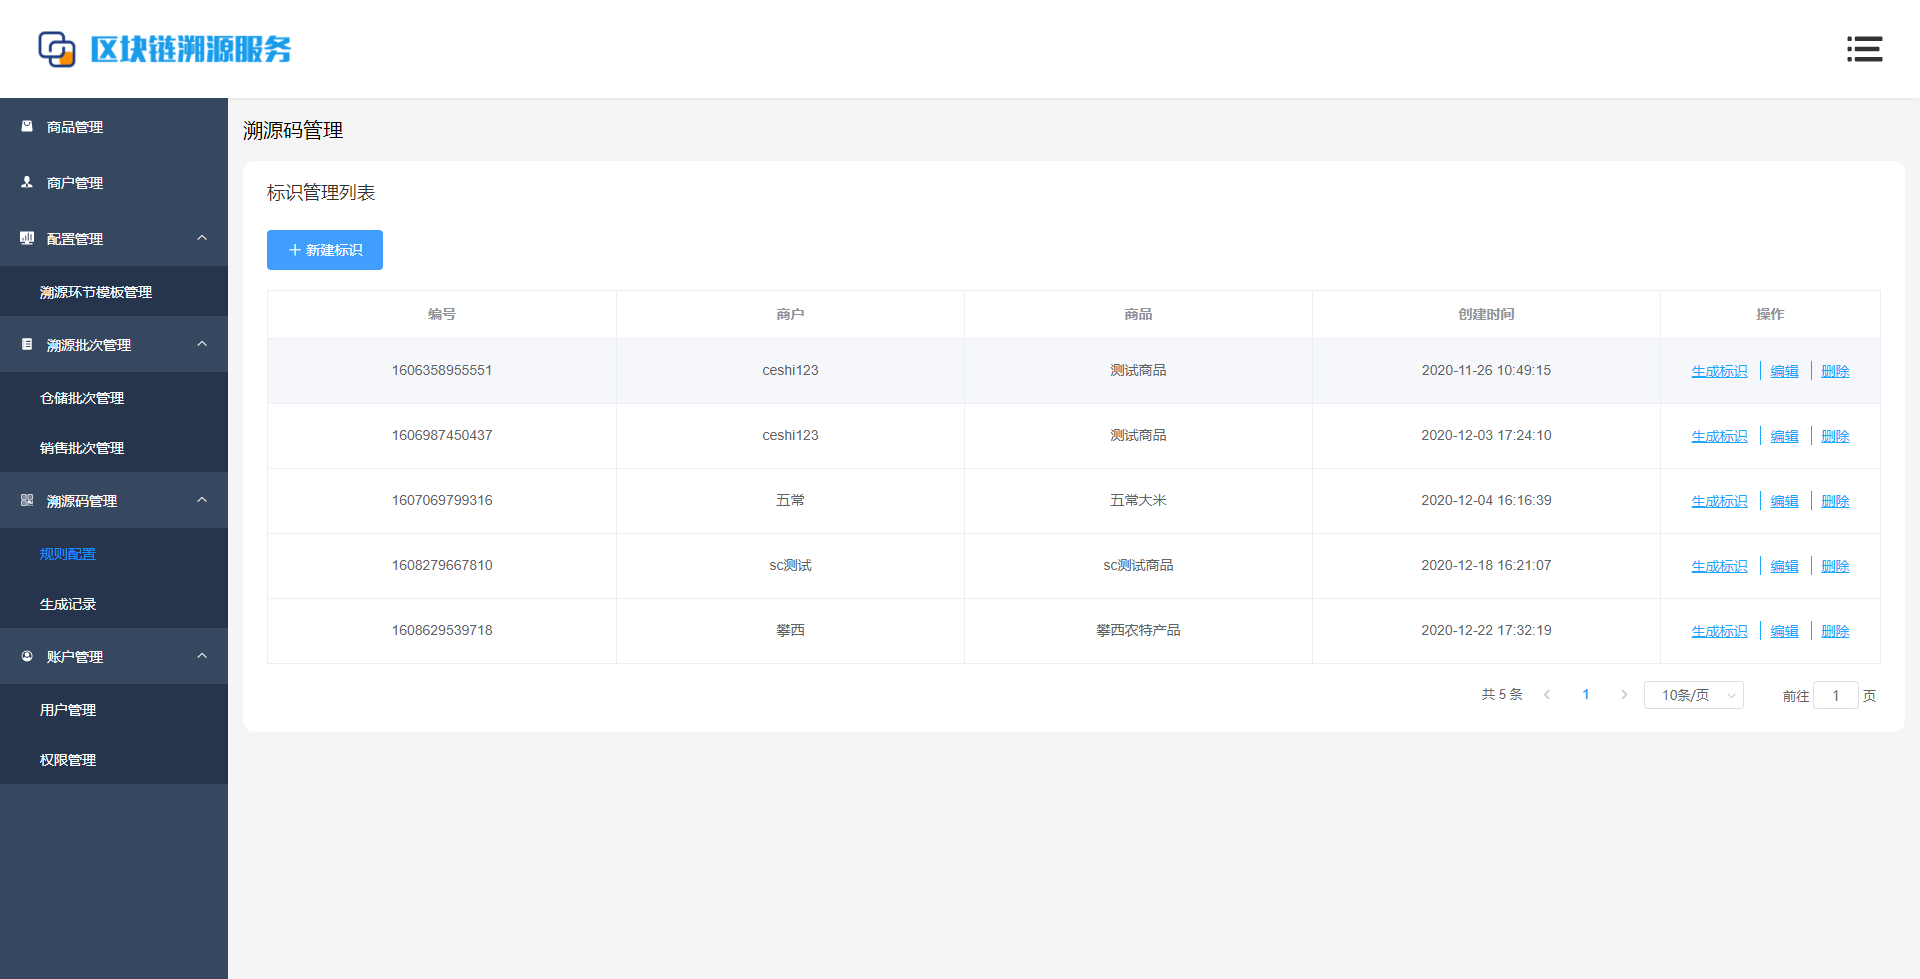 区块链溯源服务
商品管理
商户管理
配置管理
溯源环节模板管理
溯源批次管理
仓储批次管理
销售批次管理
溯源码管理
规则配置
生成记录
账户管理
用户管理
权限管理
溯源码管理
标识管理列表
新建标识
编号 商户 商品 创建时间 操作
1606358955551 ceshi123 测试商品 2020-11-26 10:49:15 生成标识 编辑 删除
1606987450437 ceshi123 测试商品 2020-12-03 17:24:10 生成标识 编辑 删除
1607069799316 五常 五常大米 2020-12-04 16:16:39 生成标识 编辑 删除
1608279667810 sc测试 sc测试商品 2020-12-18 16:21:07 生成标识 编辑 删除
1608629539718 攀西 攀西农特产品 2020-12-22 17:32:19 生成标识 编辑 删除
共 5 条 1 10条/页 前往 1 页